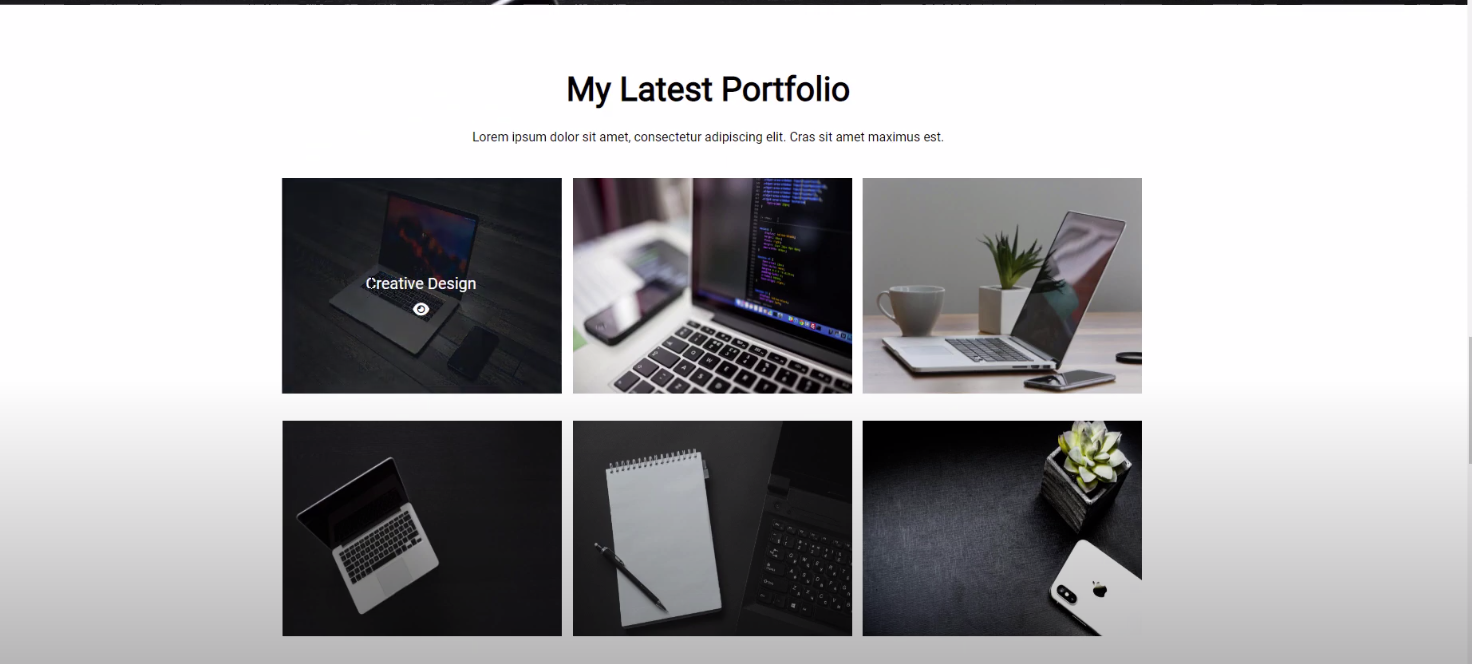 My Latest Portfolio
Lorem ipsum dolor sit amet, consectetur adipiscing elit. Cras sit amet maximus est.
Creative Design